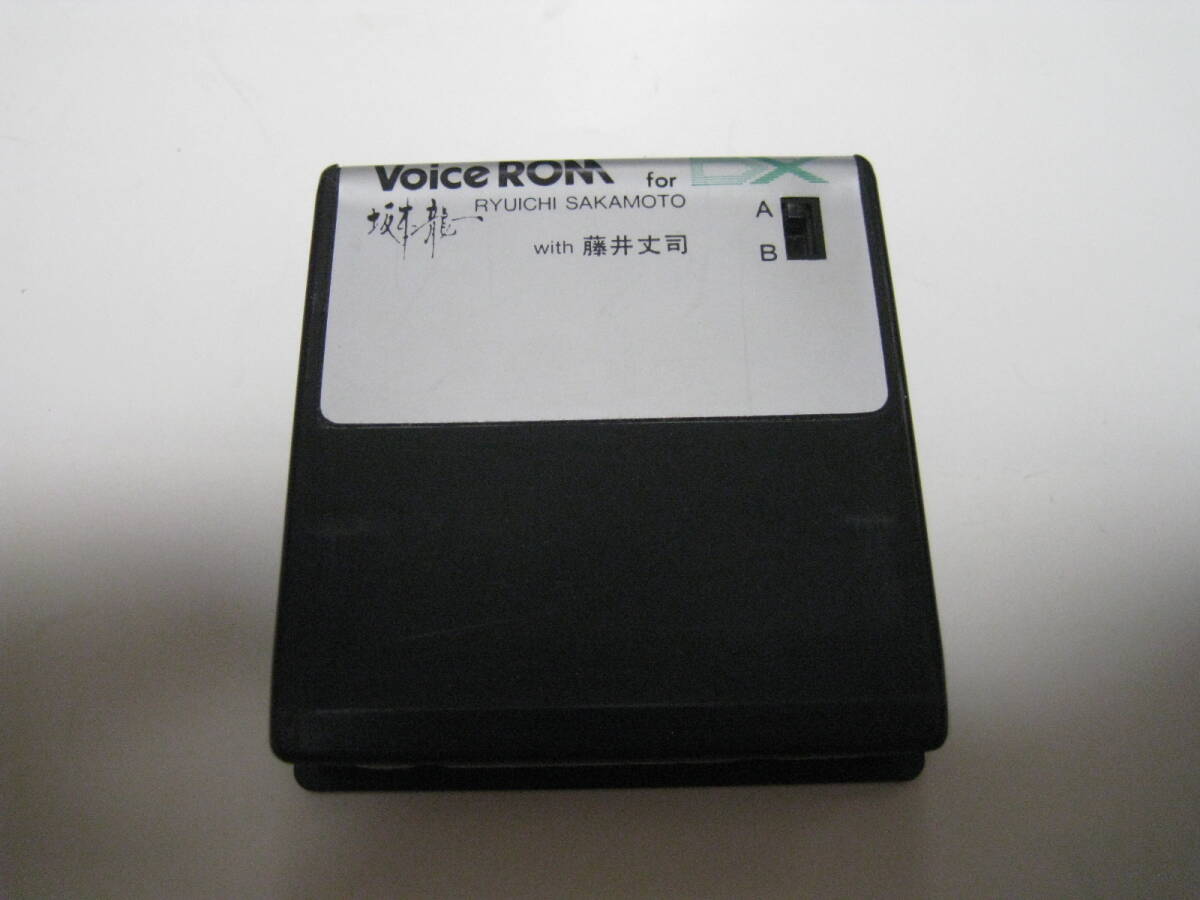 Voice ROM for DX
坂本龍一 RYUICHI SAKAMOTO
with 藤井丈司
A
B